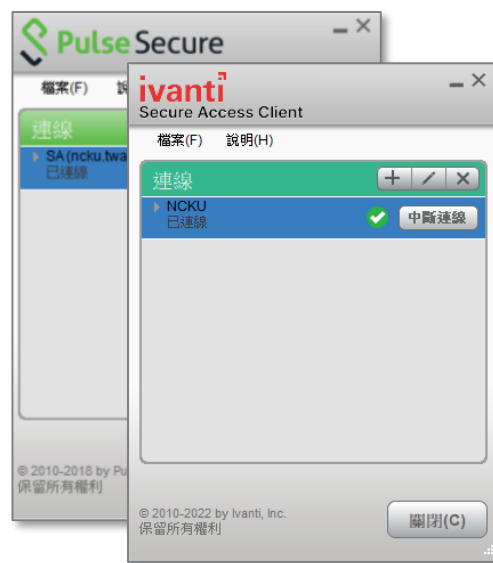 Pulse Secure
檔案(F)
連線
SA (ncku.twa
已連線
© 2010-2018 by Pu
保留所有權利
ivanti
Secure Access Client
檔案(F) 說明(H)
連線
NCKU
已連線
中斷連線
© 2010-2022 by Ivanti, Inc.
保留所有權利
關閉(C)